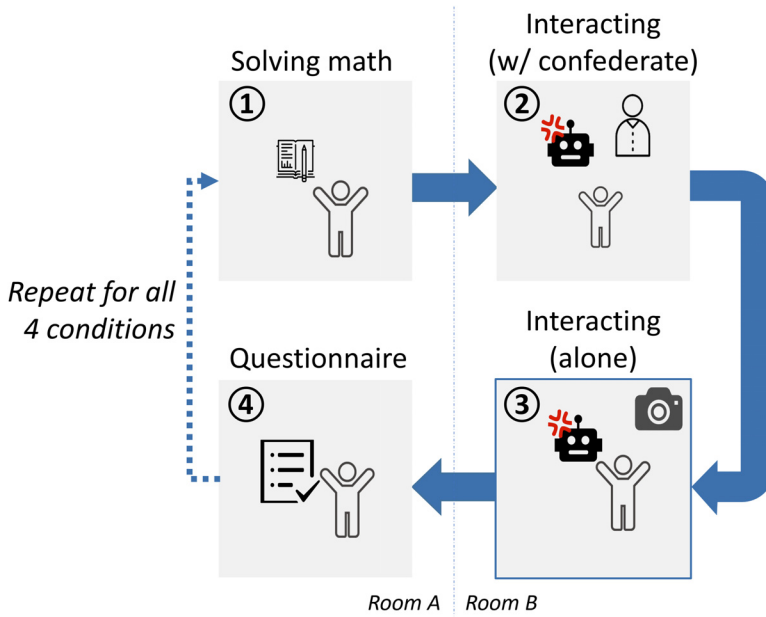 Solving math
①
Interacting
(w/ confederate)
②
Repeat for all
4 conditions
Interacting
(alone)
③
Questionnaire
④
Room A
Room B